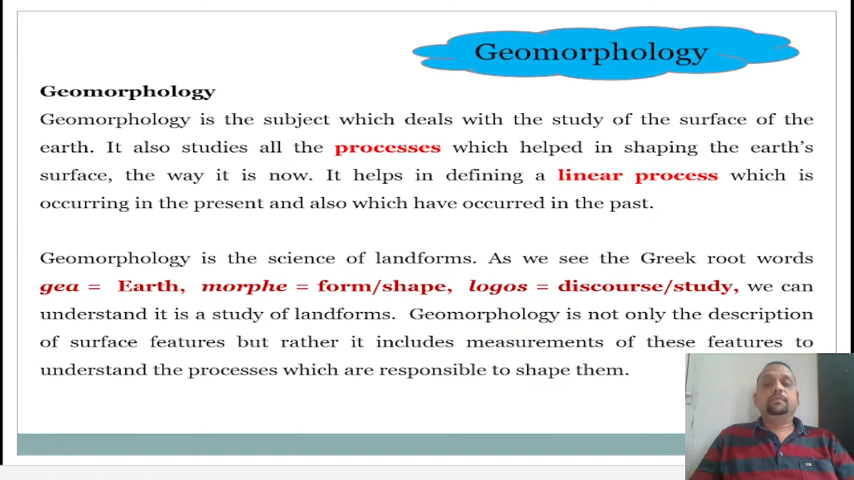 Geomorphology
Geomorphology
Geomorphology is the subject which deals with the study of the surface of the
earth. It also studies all the processes which helped in shaping the earth's
surface, the way it is now. It helps in defining a linear process which is
occurring in the present and also which have occurred in the past.
Geomorphology is the science of landforms. As we see the Greek root words
gea = Earth, morphe = form/shape, logos = discourse/study, we can
understand it is a study of landforms. Geomorphology is not only the description
of surface features but rather it includes measurements of these features to
understand the processes which are responsible to shape them.